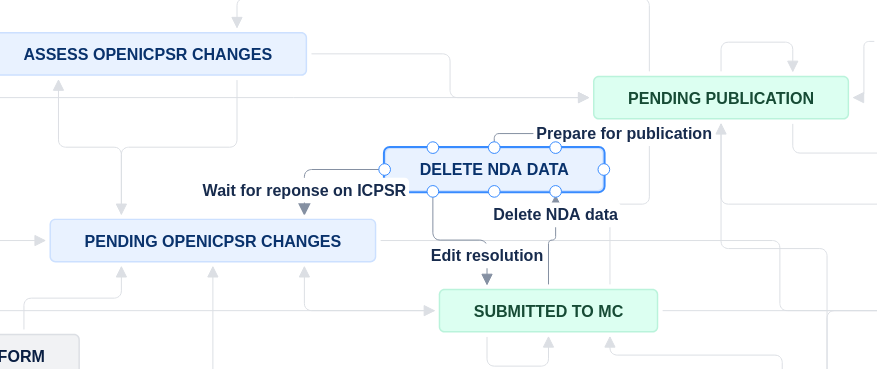 ASSESS OPENICPSR CHANGES
PENDING PUBLICATION
Prepare for publication
DELETE NDA DATA
Wait for reponse on ICPSR
Delete NDA data
PENDING OPENICPSR CHANGES
Edit resolution
SUBMITTED TO MC
FORM